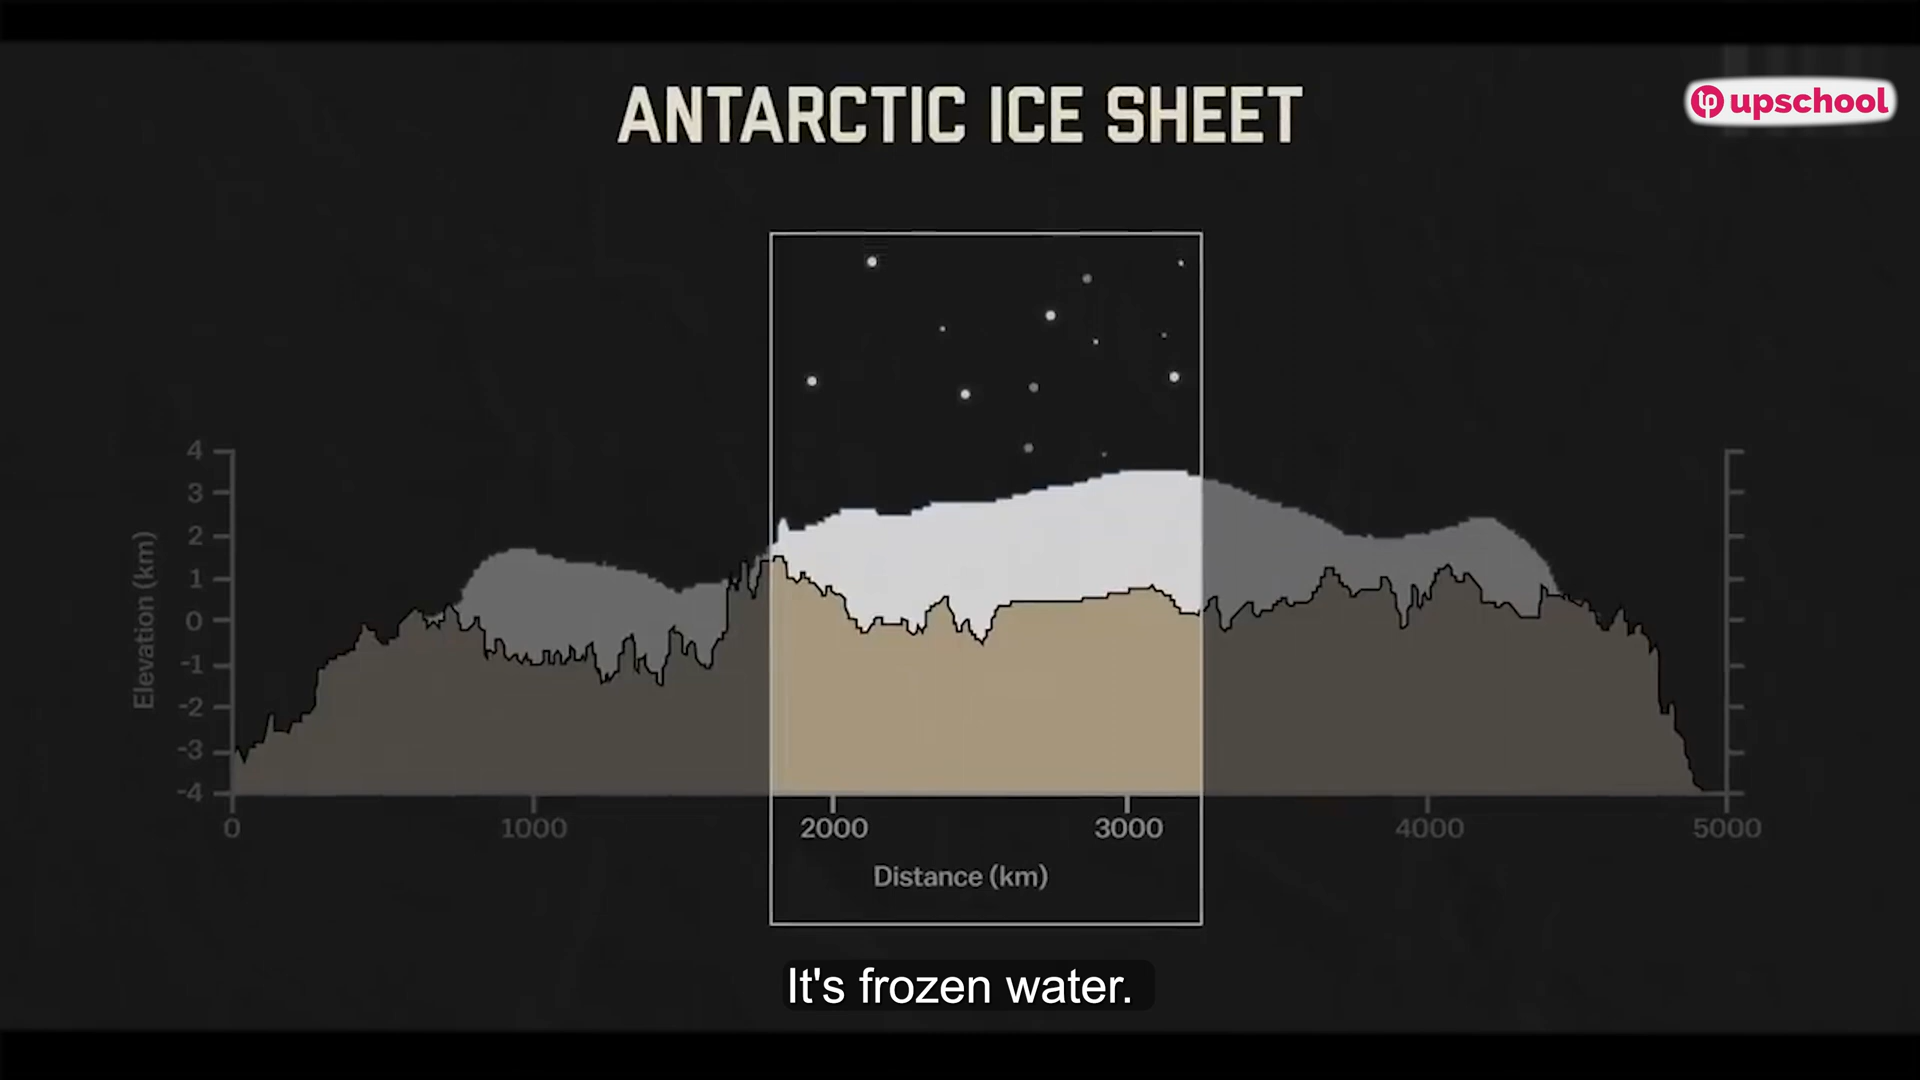 ANTARCTIC ICE SHEET
upschool
Elevation (km)
4
3
2
1
0
-1
-2
-3
-4
0 1000 2000 3000 4000 5000
Distance (km)
It's frozen water.